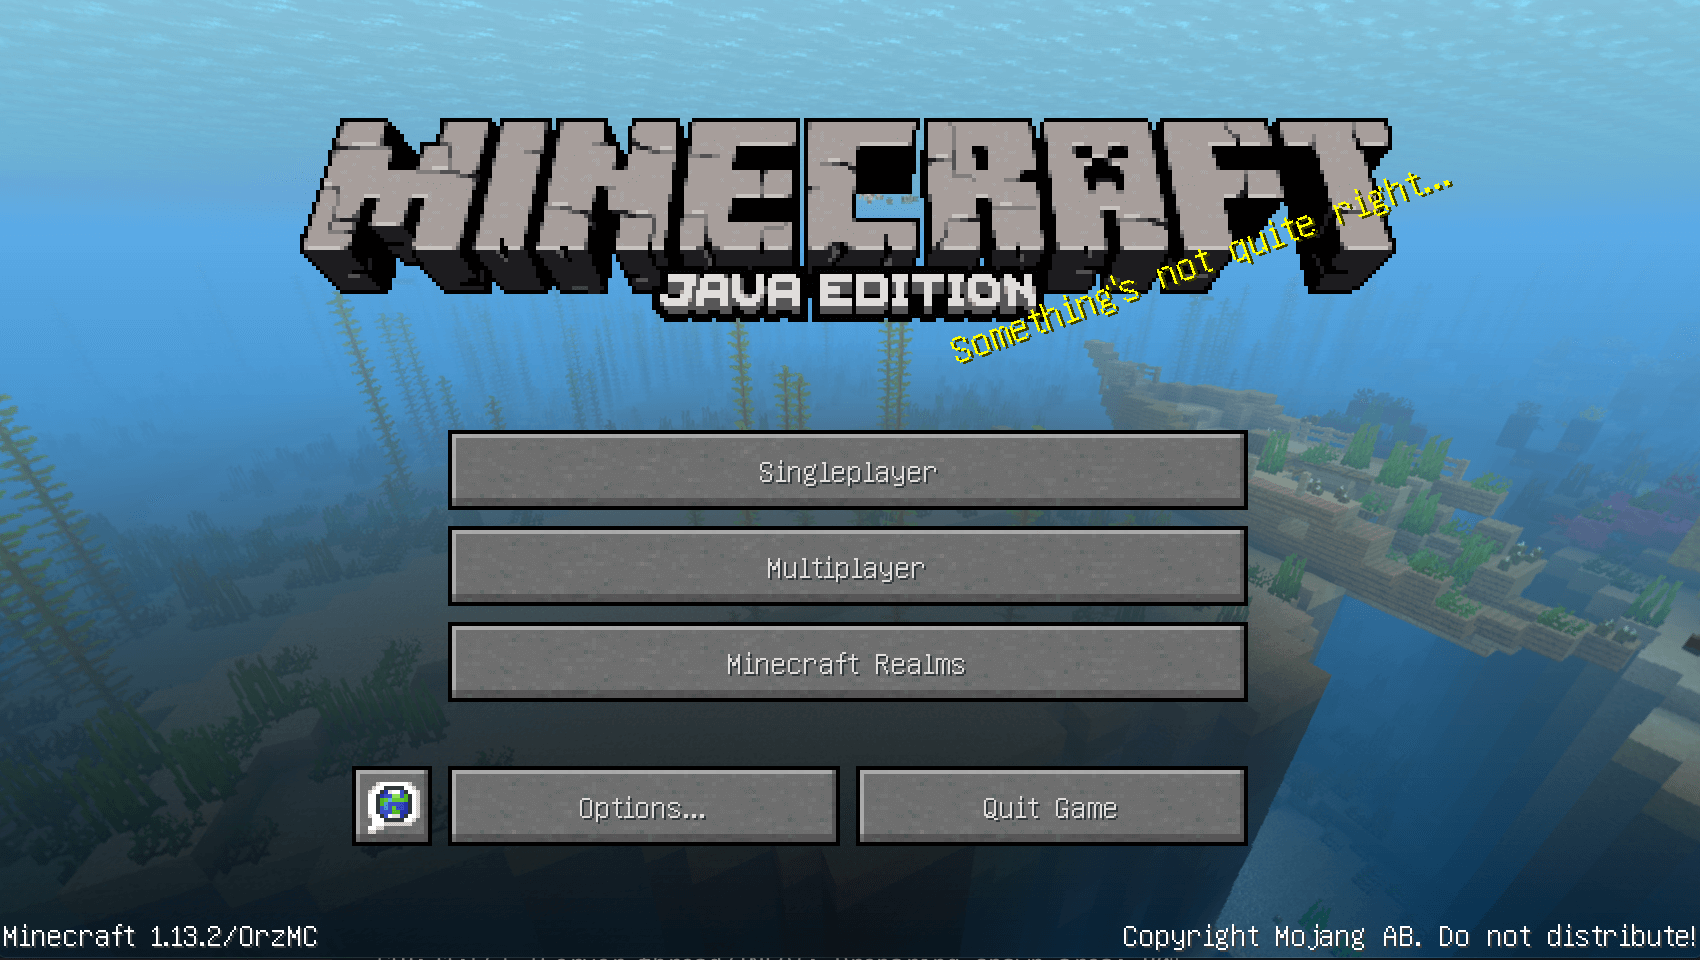 MINECRAFT
JAVA EDITION
Something's not quite right...
Singleplayer
Multiplayer
Minecraft Realms
Options...
Quit Game
Minecraft 1.13.2/OrzMC
Copyright Mojang AB. Do not distribute!